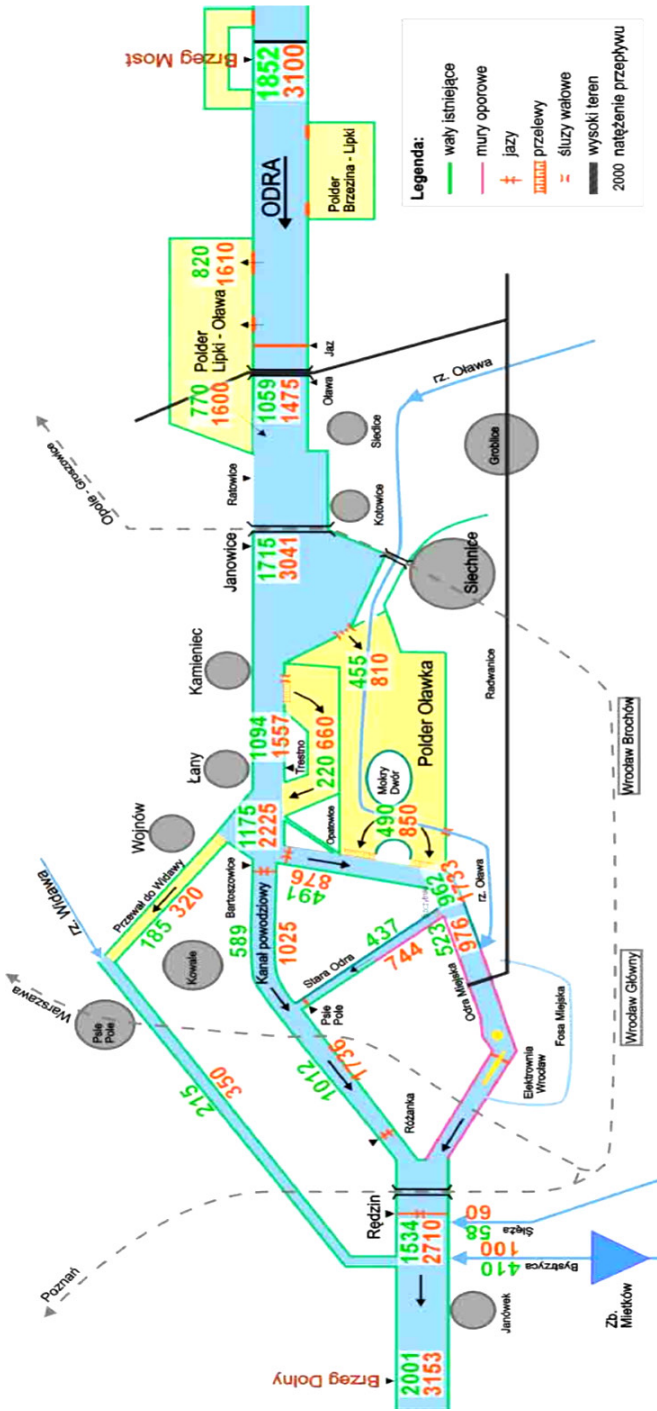 Brzeg Most
1852
3100
ODRA
Polder
Brzezina - Lipki
Legenda:
wały istniejące
mury oporowe
jazy
przelewy
śluzy wałowe
wysoki teren
2000 natężenie przepływu
820
1610
Polder
Lipki - Oława
770
1600
1059
1475
Jaz
Oława
rz. Oława
Opole - Groszowice
Ratowice
Siedlce
Kotowice
Groblice
Janowice
1715
3041
Siechnice
Kamieniec
455
810
Radwanice
Łany
1094
1557
Trestno
220
660
Polder Oławka
Mokry
Dwór
Wrocław Brochów
Wojnów
1175
2225
Opatowice
490
850
rz. Widawa
Przewał do Widawy
185
320
Bartoszowice
491
876
962
1733
rz. Oława
Kowale
589
Kanał powodziowy
1025
Stara Odra
437
744
523
976
Odra Miejska
Warszawa
Psie
Pole
Psie
Pole
Fosa Miejska
Wrocław Główny
215
350
1012
1736
Elektrownia
Wrocław
Różanka
Poznań
Rędzin
1534
2710
60
58
Ślęża
100
410
Bystrzyca
Janówek
Zb.
Mietków
Brzeg Dolny
2001
3153